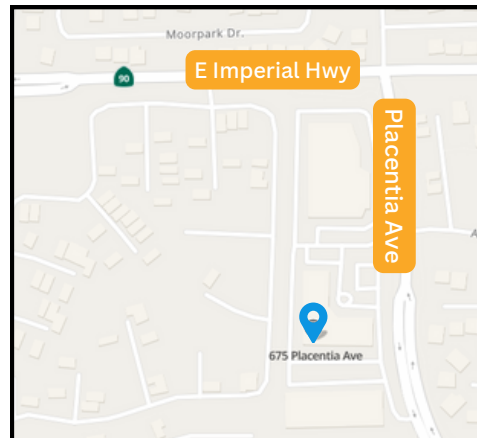 Moorpark Dr.
E Imperial Hwy
90
Placentia Ave
A
675 Placentia Ave